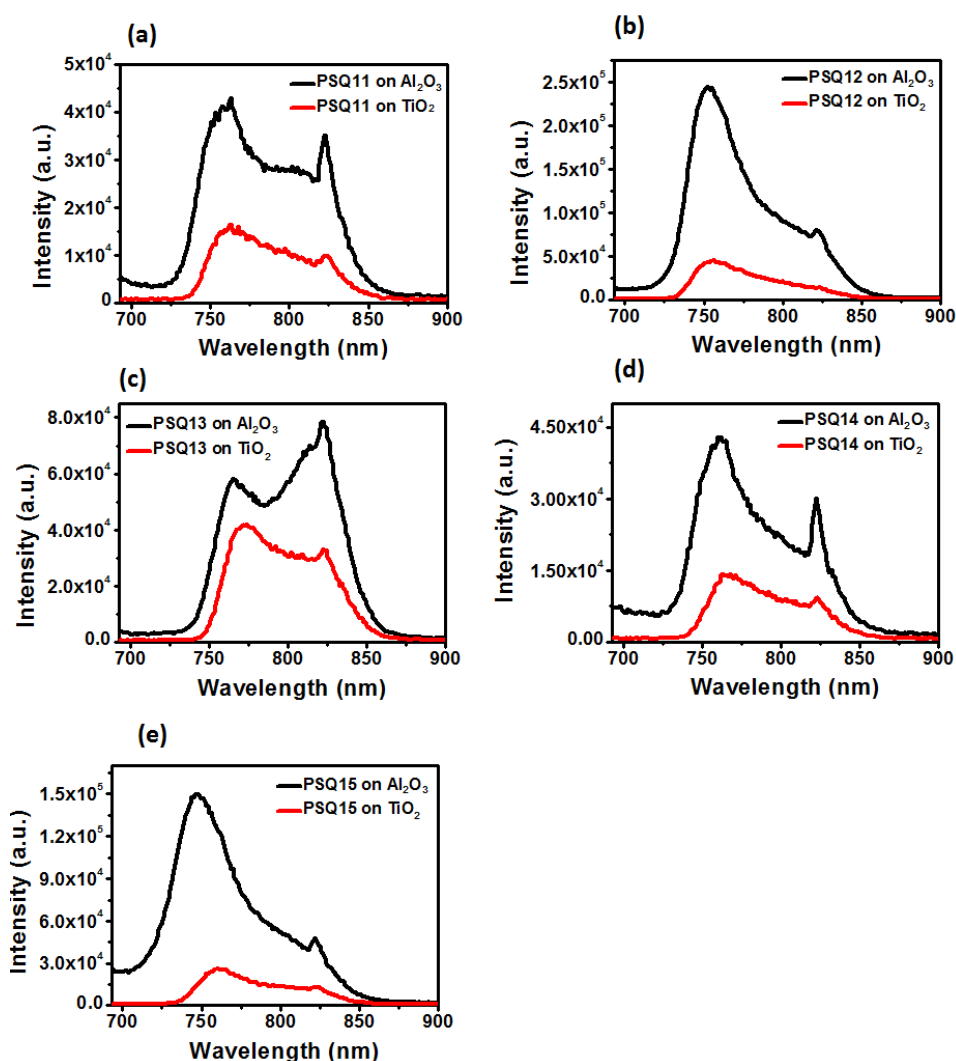 (a)
5x10⁴
4x10⁴
3x10⁴
2x10⁴
1x10⁴
0
Intensity (a.u.)
PSQ11 on Al₂O₃
PSQ11 on TiO₂
700 750 800 850 900
Wavelength (nm)
(b)
2.5x10⁵
2.0x10⁵
1.5x10⁵
1.0x10⁵
5.0x10⁴
0.0
Intensity (a.u.)
PSQ12 on Al₂O₃
PSQ12 on TiO₂
700 750 800 850 900
Wavelength (nm)
(c)
8.0x10⁴
6.0x10⁴
4.0x10⁴
2.0x10⁴
0.0
Intensity (a.u.)
PSQ13 on Al₂O₃
PSQ13 on TiO₂
700 750 800 850 900
Wavelength (nm)
(d)
4.50x10⁴
3.00x10⁴
1.50x10⁴
0.00
Intensity (a.u.)
PSQ14 on Al₂O₃
PSQ14 on TiO₂
700 750 800 850 900
Wavelength (nm)
(e)
1.5x10⁵
1.2x10⁵
9.0x10⁴
6.0x10⁴
3.0x10⁴
0.0
Intensity (a.u.)
PSQ15 on Al₂O₃
PSQ15 on TiO₂
700 750 800 850 900
Wavelength (nm)